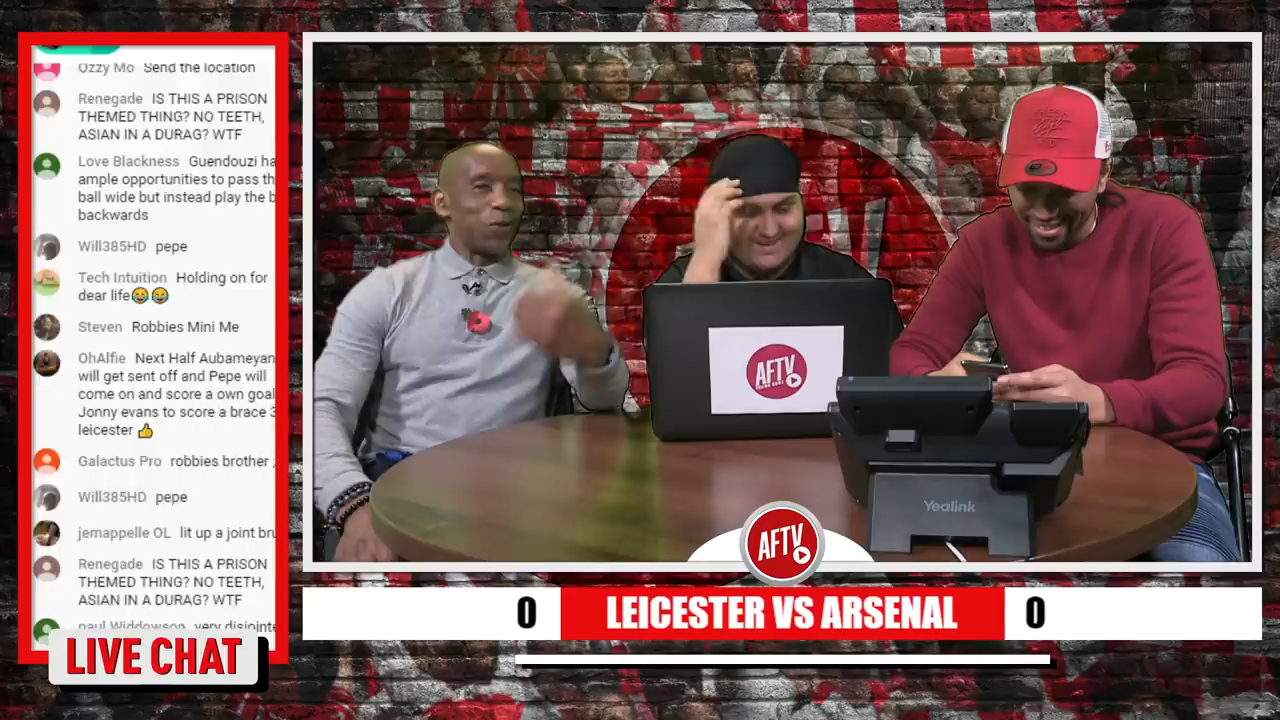 Ozzy Mo Send the location
Renegade IS THIS A PRISON
THEMED THING? NO TEETH,
ASIAN IN A DURAG? WTF
Love Blackness Guendouzi ha
ample opportunities to pass th
ball wide but instead play the b
backwards
Will385HD pepe
Tech Intuition Holding on for
dear life😂😂
Steven Robbies Mini Me
OhAlfie Next Half Aubameyan
will get sent off and Pepe will
come on and score a own goal
Jonny evans to score a brace 3
leicester 👍
Galactus Pro robbies brother
Will385HD pepe
jemappelle OL lit up a joint bru
Renegade IS THIS A PRISON
THEMED THING? NO TEETH,
ASIAN IN A DURAG? WTF
paul Widdowson very disjointe
LIVE CHAT
AFTV
Yealink
AFTV
0 LEICESTER VS ARSENAL 0